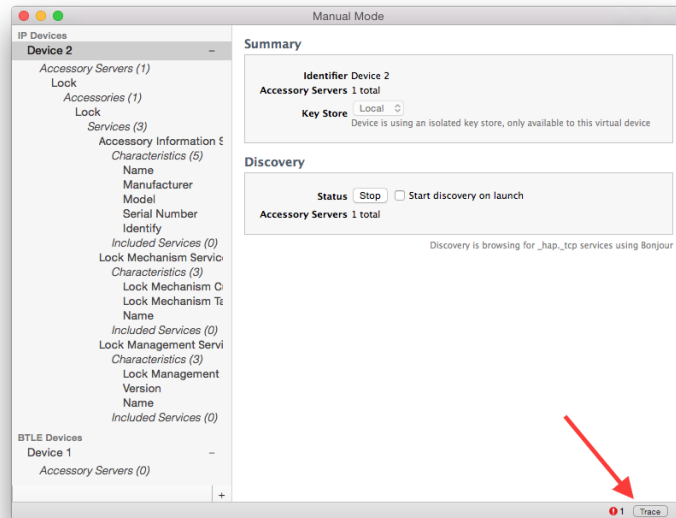 Manual Mode
IP Devices
Device 2 –
Accessory Servers (1)
Lock
Accessories (1)
Lock
Services (3)
Accessory Information S
Characteristics (5)
Name
Manufacturer
Model
Serial Number
Identify
Included Services (0)
Lock Mechanism Service
Characteristics (3)
Lock Mechanism Cu
Lock Mechanism Ta
Name
Included Services (0)
Lock Management Servi
Characteristics (3)
Lock Management
Version
Name
Included Services (0)
BTLE Devices
Device 1 –
Accessory Servers (0)
+
Summary
Identifier Device 2
Accessory Servers 1 total
Key Store Local
Device is using an isolated key store, only available to this virtual device
Discovery
Status Stop Start discovery on launch
Accessory Servers 1 total
Discovery is browsing for _hap._tcp services using Bonjour
1 Trace